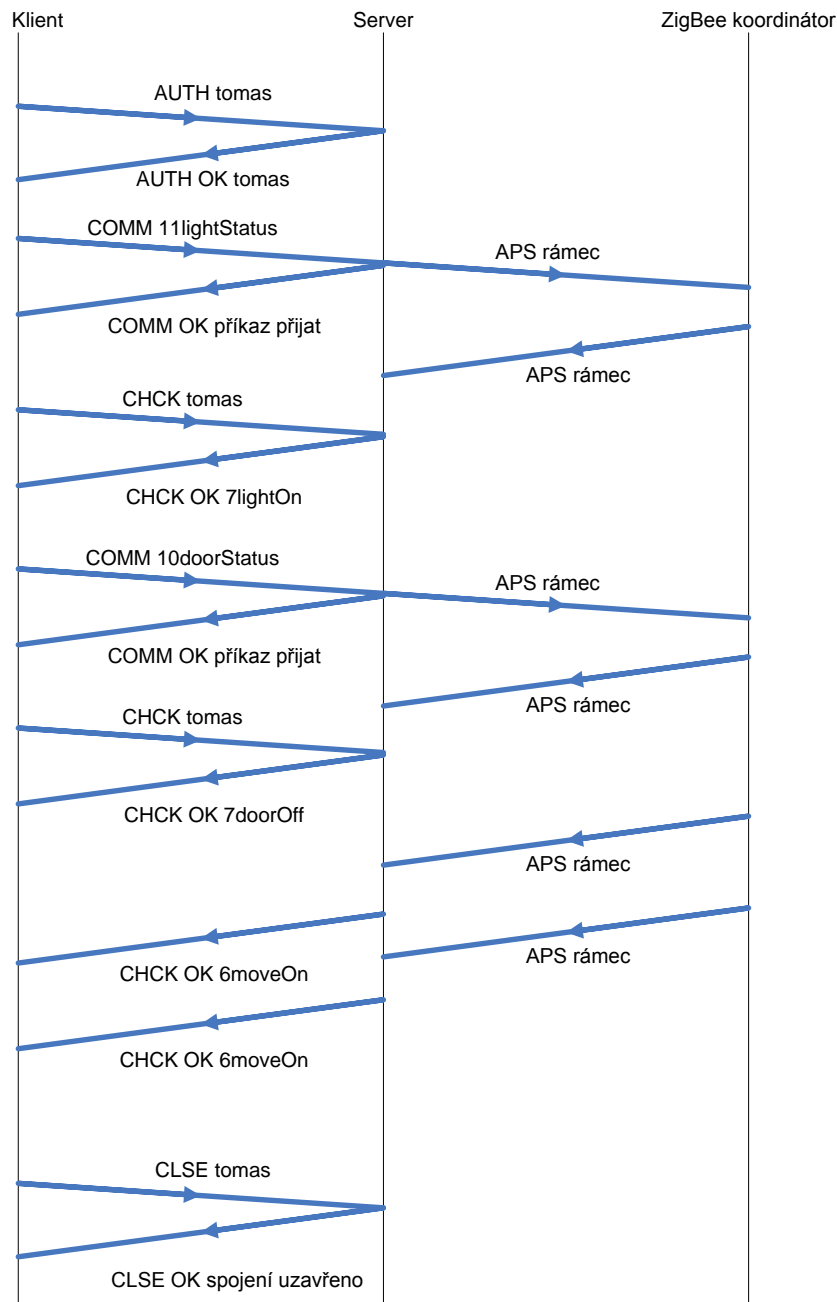 Klient
Server
ZigBee koordinátor
AUTH tomas
AUTH OK tomas
COMM 11lightStatus
APS rámec
COMM OK příkaz přijat
APS rámec
CHCK tomas
CHCK OK 7lightOn
COMM 10doorStatus
APS rámec
COMM OK příkaz přijat
APS rámec
CHCK tomas
CHCK OK 7doorOff
APS rámec
CHCK OK 6moveOn
APS rámec
CHCK OK 6moveOn
CLSE tomas
CLSE OK spojení uzavřeno